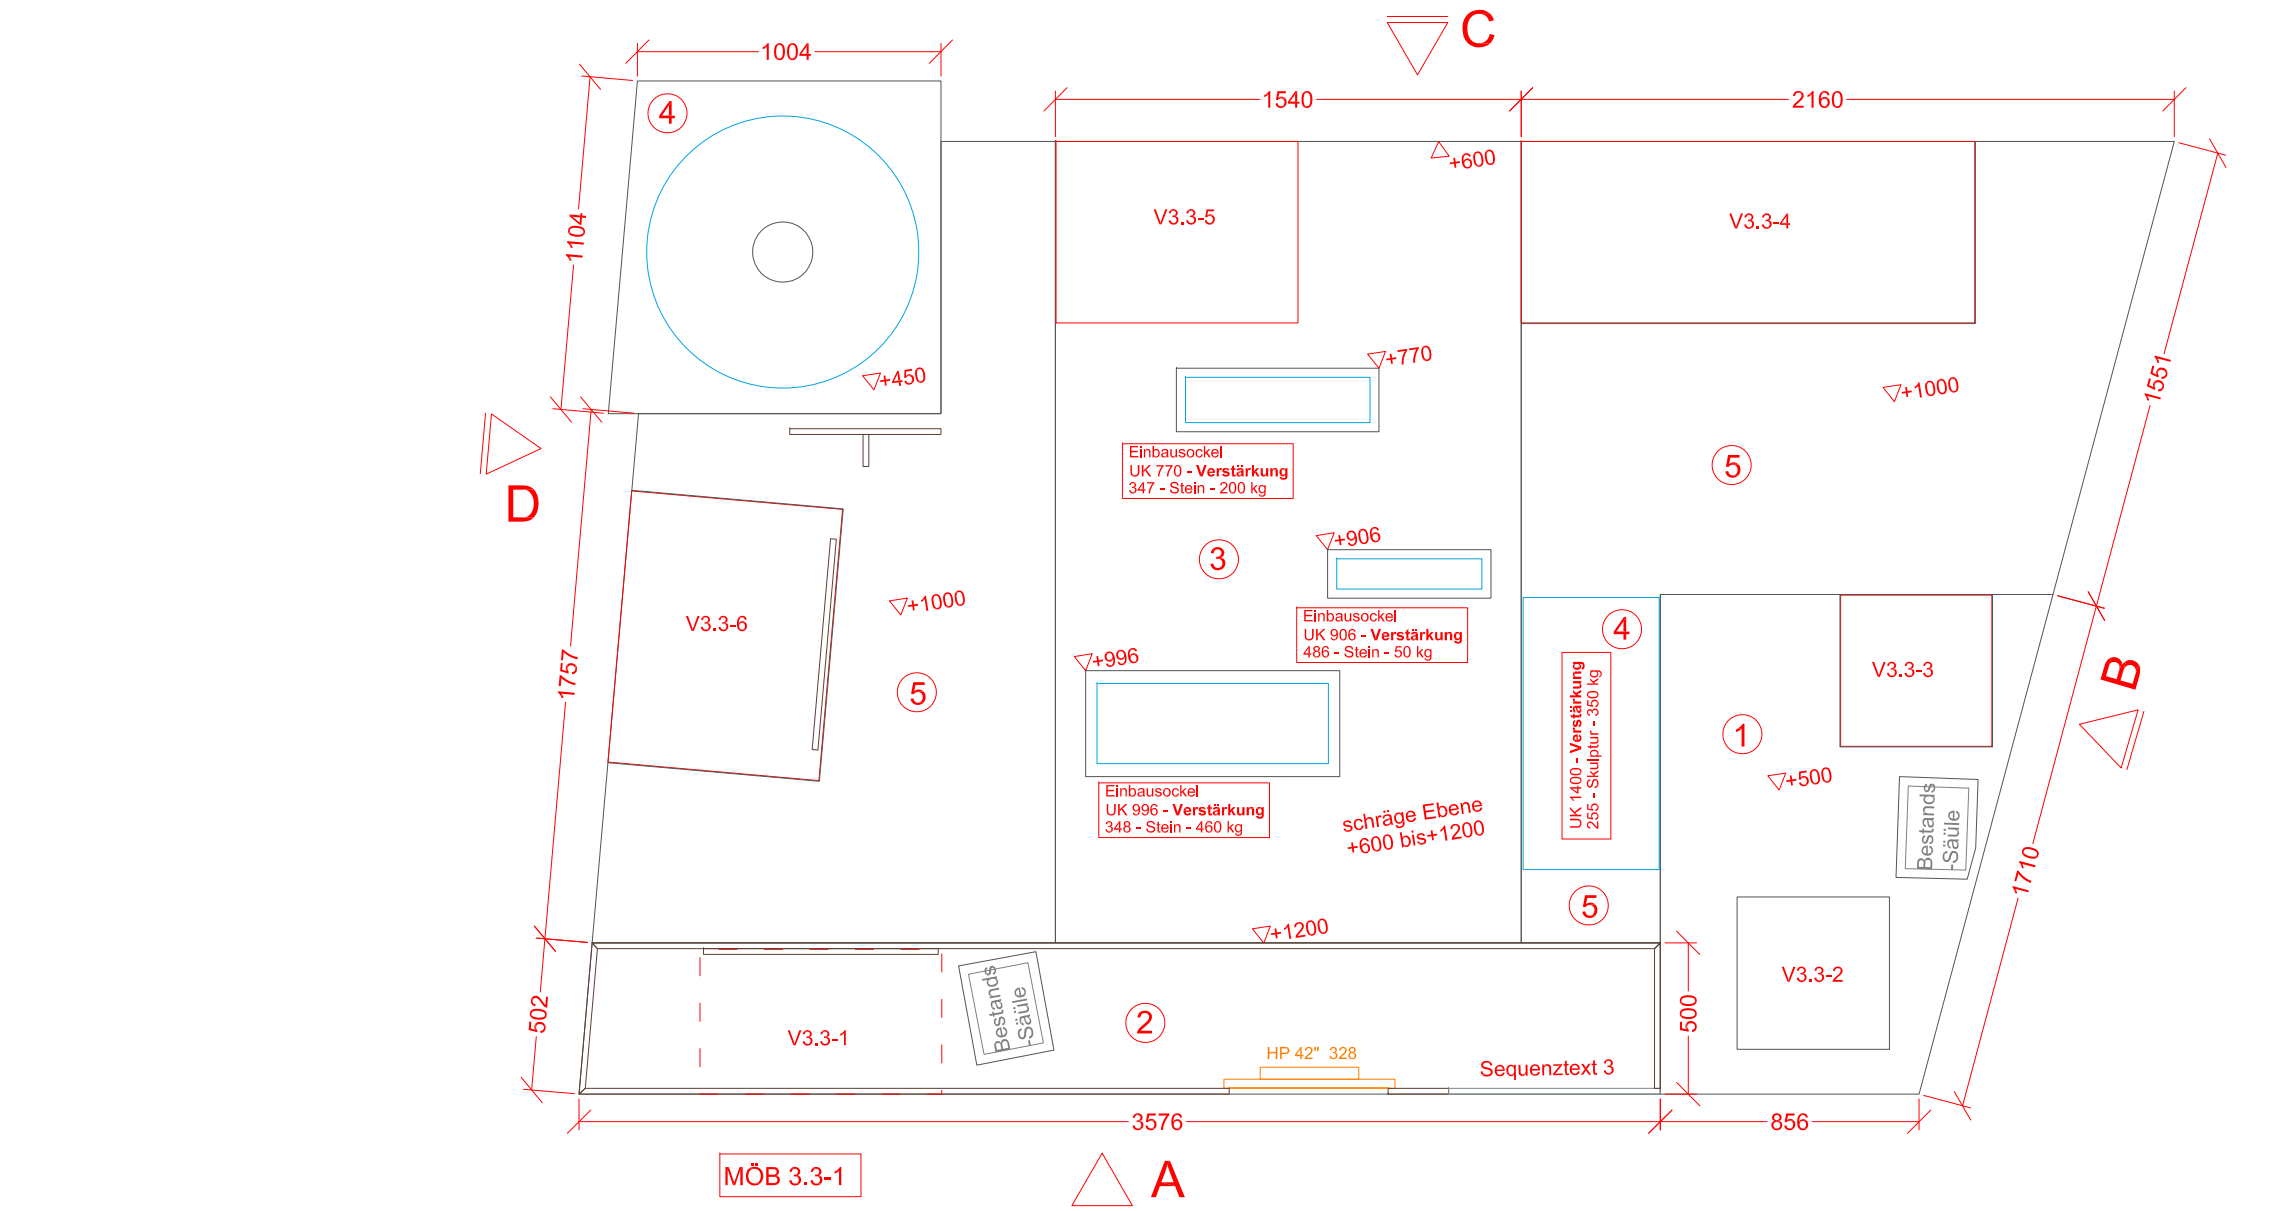 C
1004
1540
2160
4
+600
V3.3-5
V3.3-4
1104
+450
+770
+1000
1551
D
Einbausockel
UK 770 - Verstärkung
347 - Stein - 200 kg
5
3
+906
Einbausockel
UK 906 - Verstärkung
486 - Stein - 50 kg
V3.3-6
+1000
5
1757
+996
Einbausockel
UK 996 - Verstärkung
348 - Stein - 460 kg
schräge Ebene
+600 bis+1200
4
UK 1400 - Verstärkung
255 - Skulptur - 350 kg
5
V3.3-3
B
1
+500
Bestands
-Säüle
1710
V3.3-2
+1200
502
V3.3-1
Bestands
-Säüle
2
HP 42" 328
Sequenztext 3
500
3576
856
MÖB 3.3-1
A